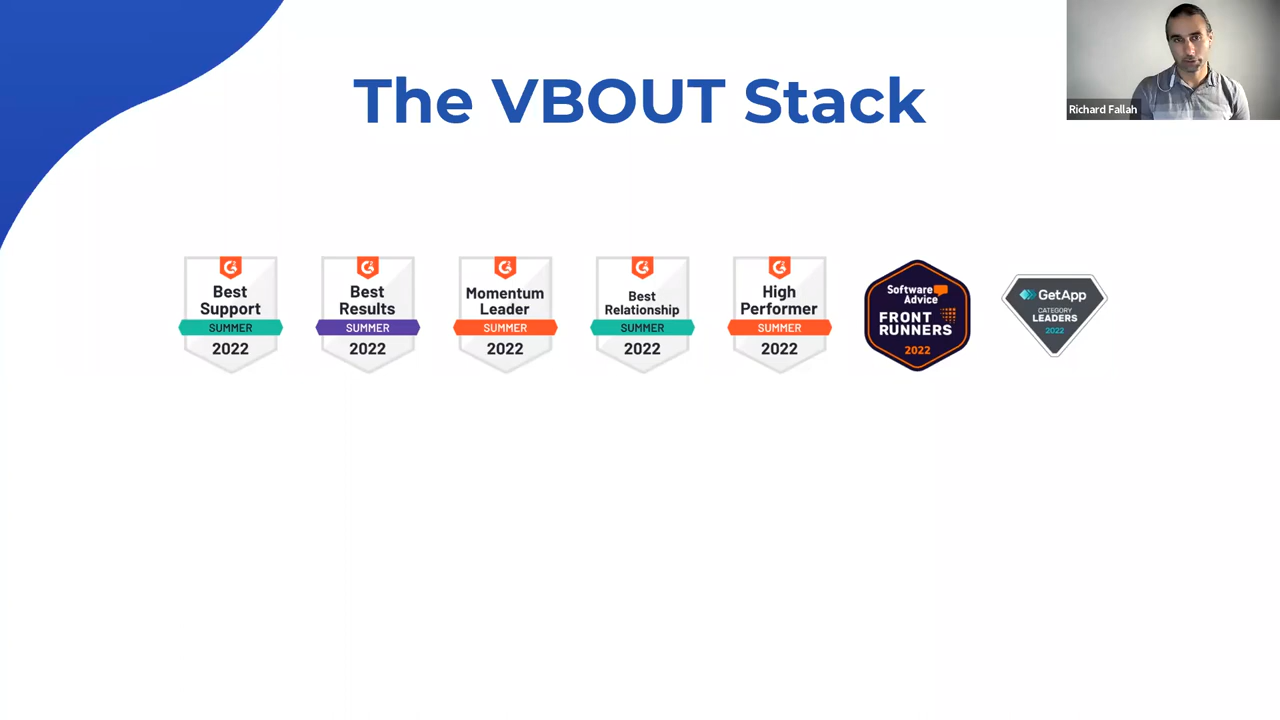 The VBOUT Stack
Richard Fallah
Best
Support
SUMMER
2022
Best
Results
SUMMER
2022
Momentum
Leader
SUMMER
2022
Best
Relationship
SUMMER
2022
High
Performer
SUMMER
2022
Software
Advice
FRONT
RUNNERS
2022
GetApp
CATEGORY
LEADERS
2022